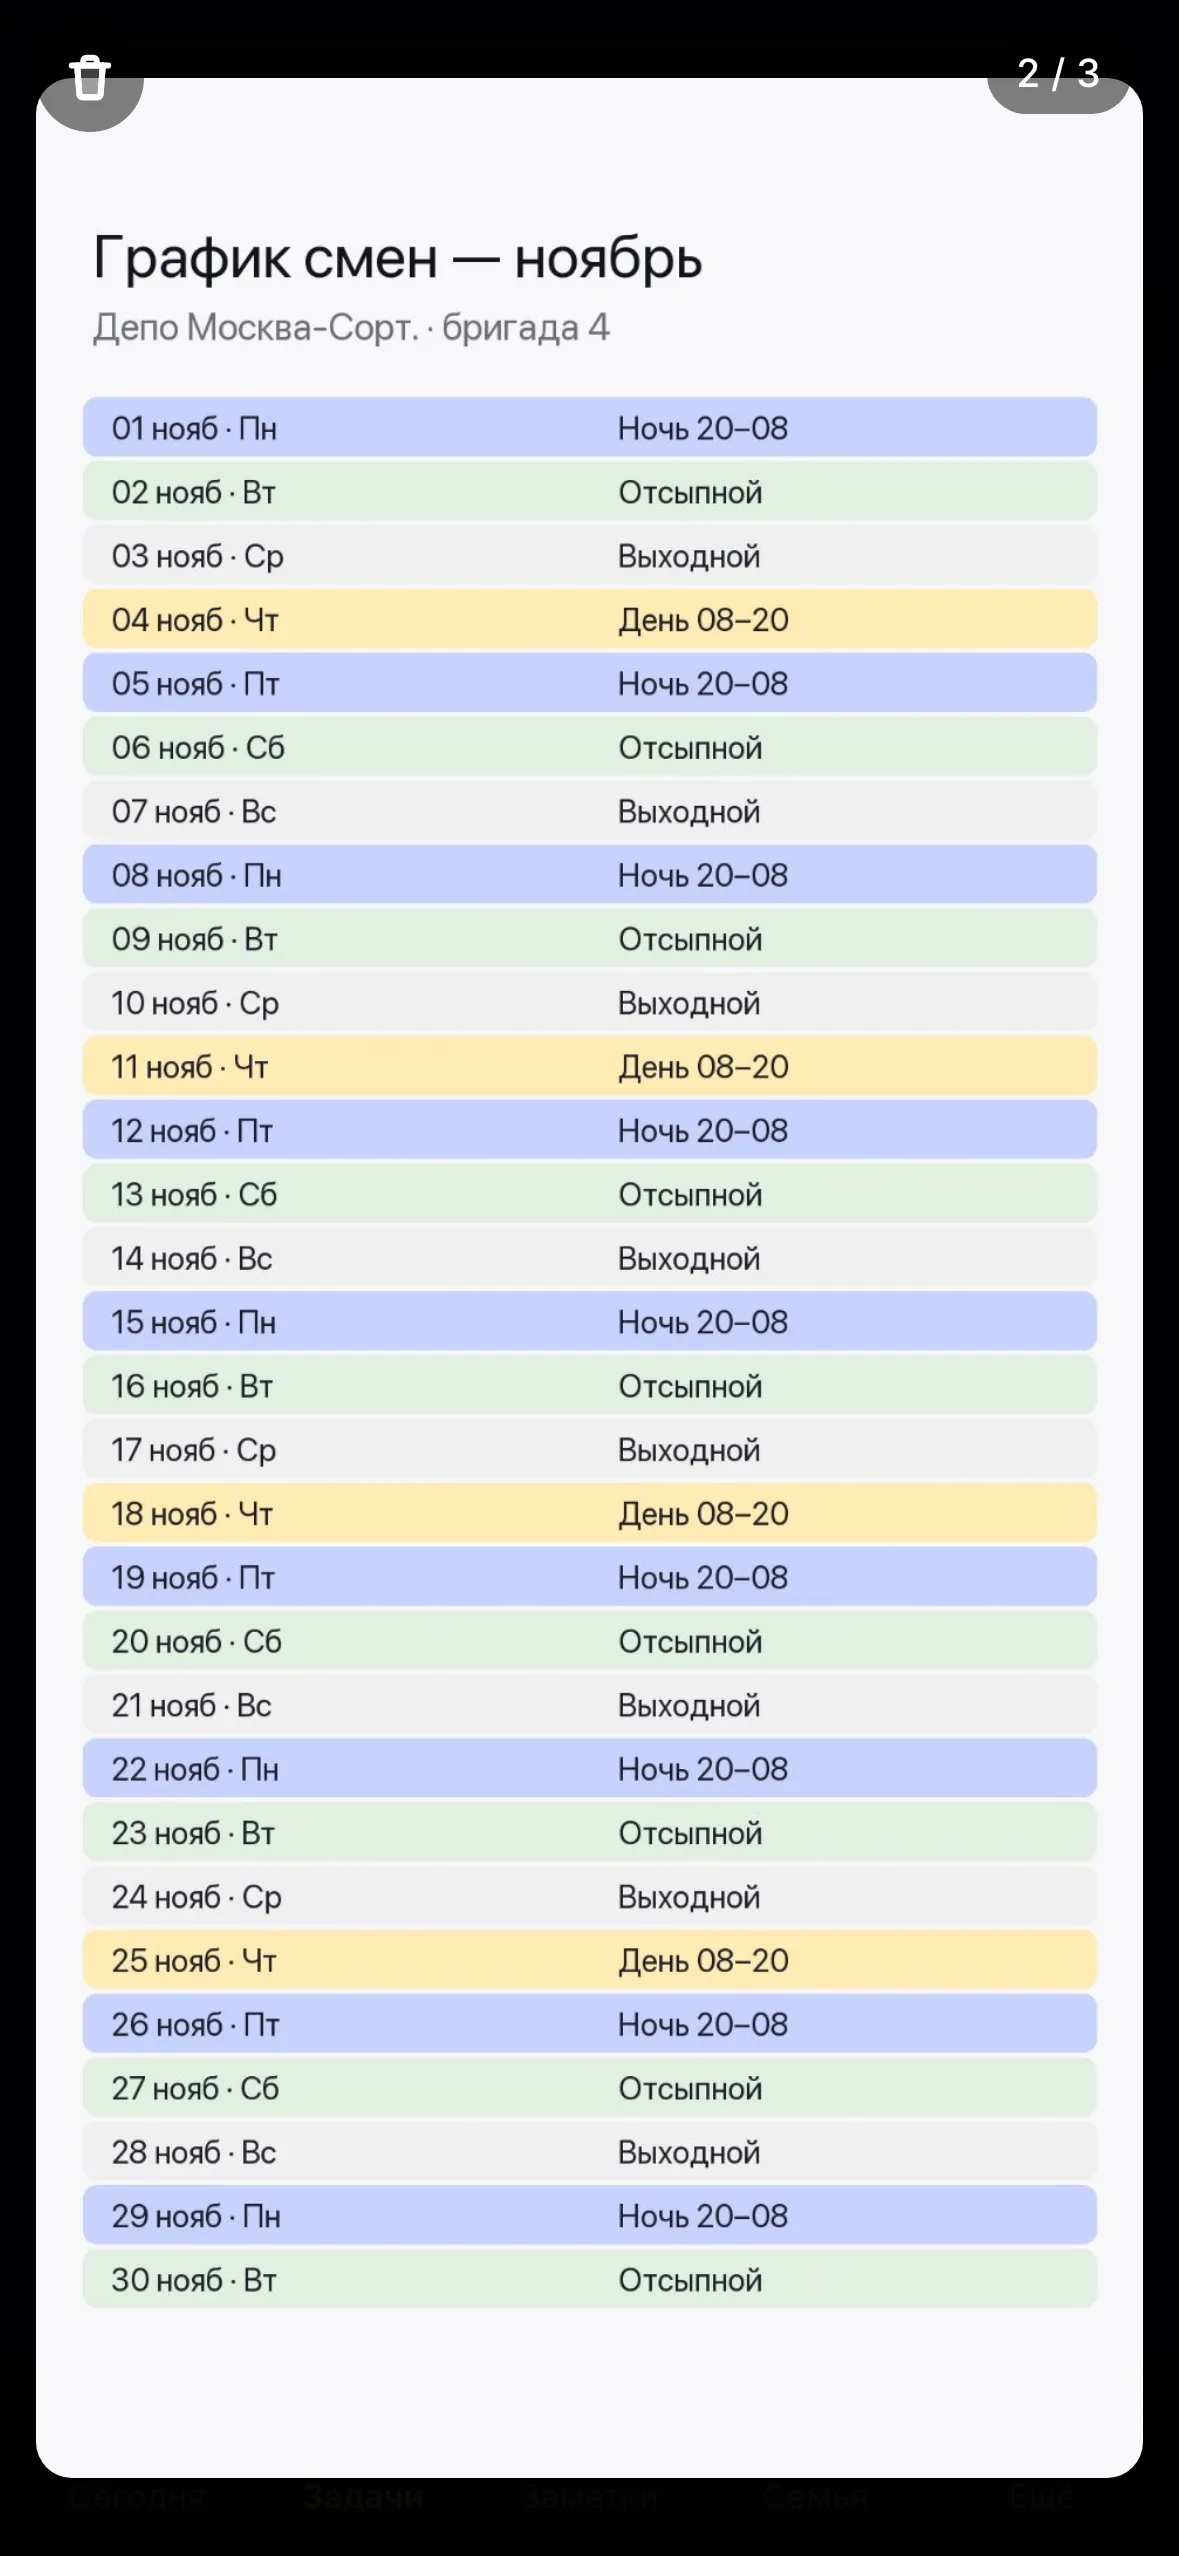 2 / 3
График смен — ноябрь
Депо Москва-Сорт. · бригада 4
01 нояб · Пн Ночь 20–08
02 нояб · Вт Отсыпной
03 нояб · Ср Выходной
04 нояб · Чт День 08–20
05 нояб · Пт Ночь 20–08
06 нояб · Сб Отсыпной
07 нояб · Вс Выходной
08 нояб · Пн Ночь 20–08
09 нояб · Вт Отсыпной
10 нояб · Ср Выходной
11 нояб · Чт День 08–20
12 нояб · Пт Ночь 20–08
13 нояб · Сб Отсыпной
14 нояб · Вс Выходной
15 нояб · Пн Ночь 20–08
16 нояб · Вт Отсыпной
17 нояб · Ср Выходной
18 нояб · Чт День 08–20
19 нояб · Пт Ночь 20–08
20 нояб · Сб Отсыпной
21 нояб · Вс Выходной
22 нояб · Пн Ночь 20–08
23 нояб · Вт Отсыпной
24 нояб · Ср Выходной
25 нояб · Чт День 08–20
26 нояб · Пт Ночь 20–08
27 нояб · Сб Отсыпной
28 нояб · Вс Выходной
29 нояб · Пн Ночь 20–08
30 нояб · Вт Отсыпной
Сегодня Задачи Заметки Семья Ещё